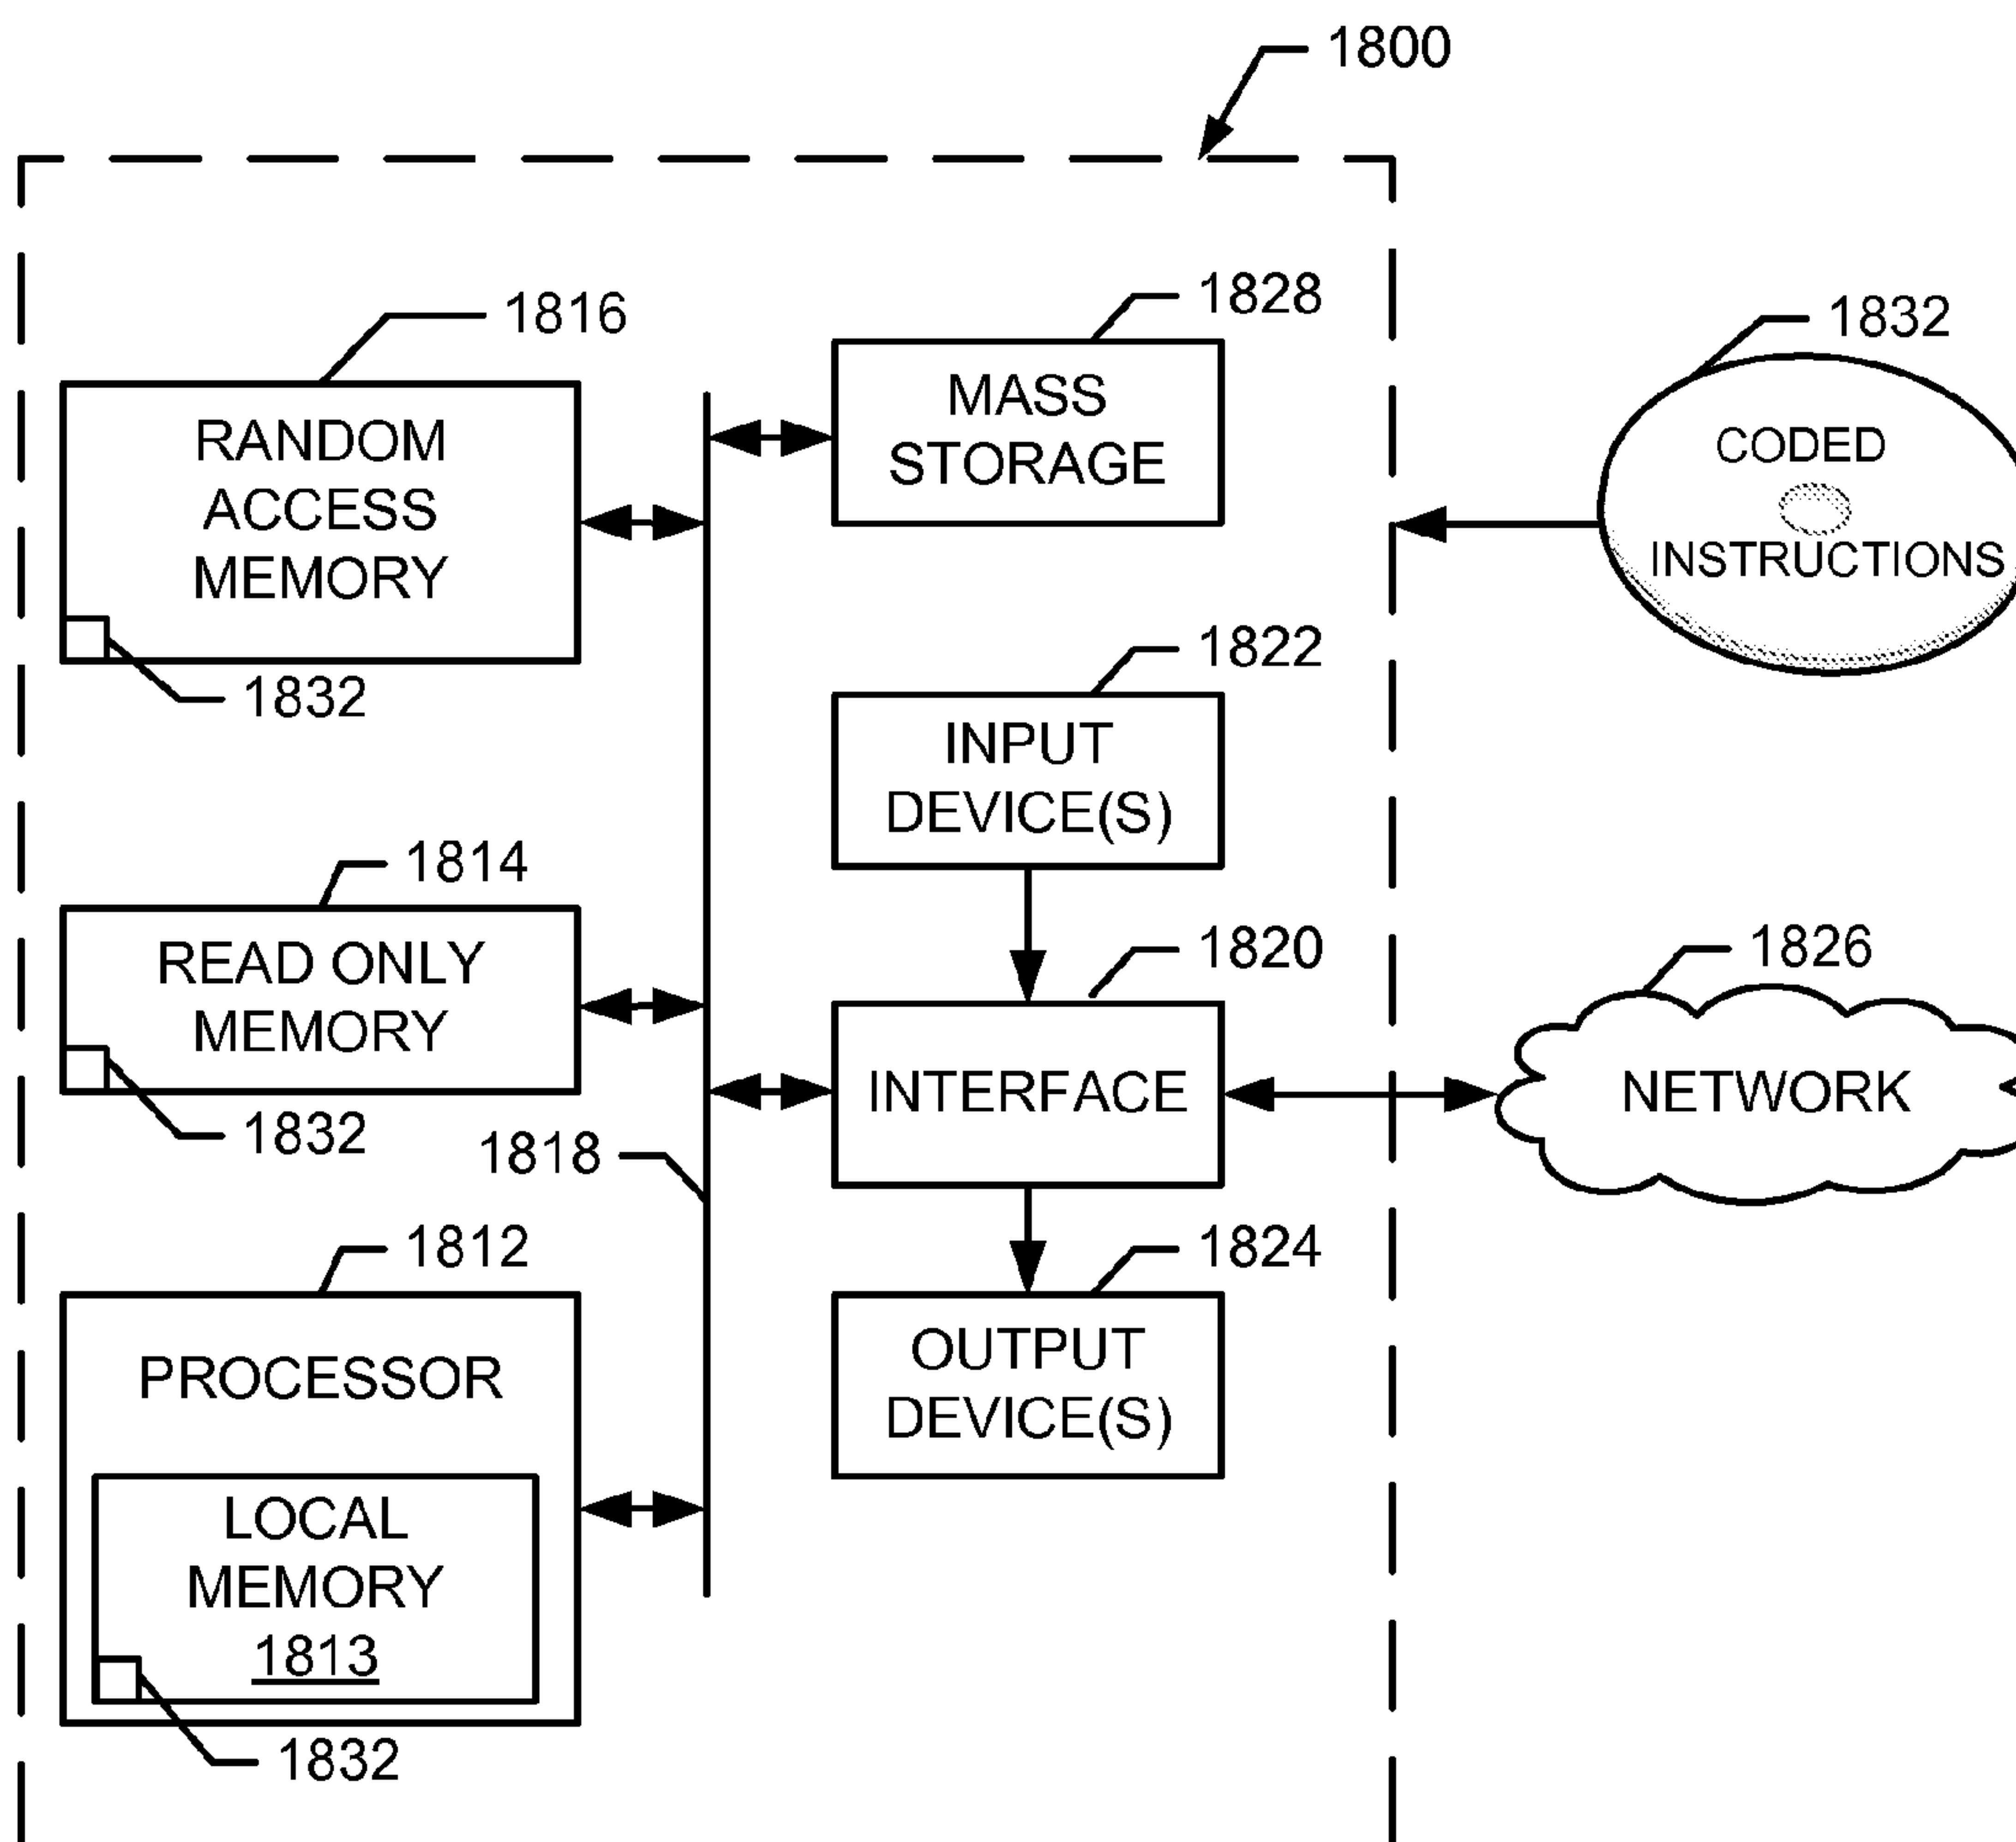 1800
1816
RANDOM
ACCESS
MEMORY
1832
1828
MASS
STORAGE
1832
CODED
INSTRUCTIONS
1822
INPUT
DEVICE(S)
1814
READ ONLY
MEMORY
1832
1820
INTERFACE
1826
NETWORK
1818
1812
PROCESSOR
LOCAL
MEMORY
1813
1832
1824
OUTPUT
DEVICE(S)